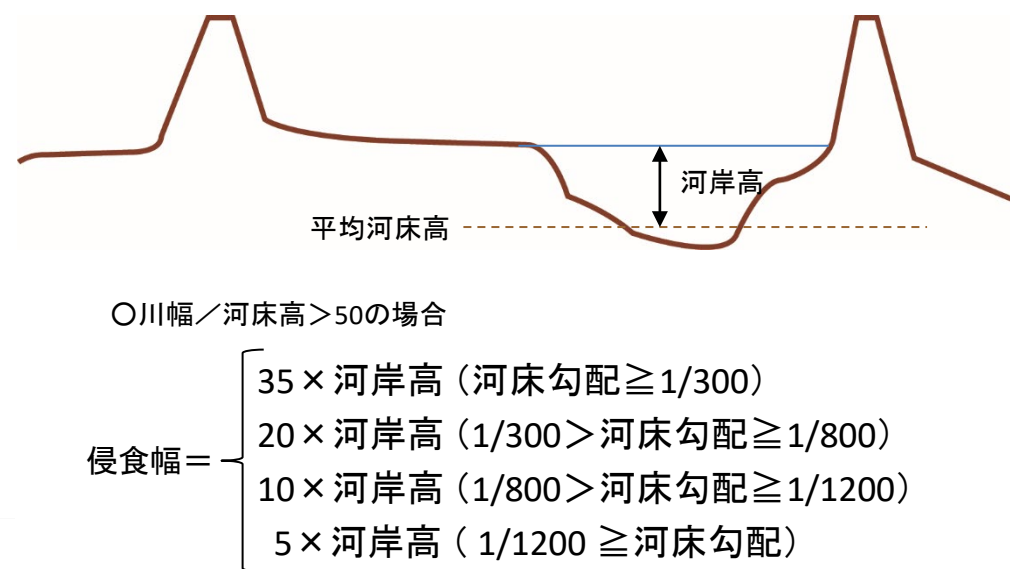 河岸高
平均河床高
〇川幅/河床高>50の場合
35×河岸高(河床勾配≧1/300)
20×河岸高(1/300>河床勾配≧1/800)
侵食幅=
10×河岸高(1/800>河床勾配≧1/1200)
5×河岸高( 1/1200 ≧河床勾配)